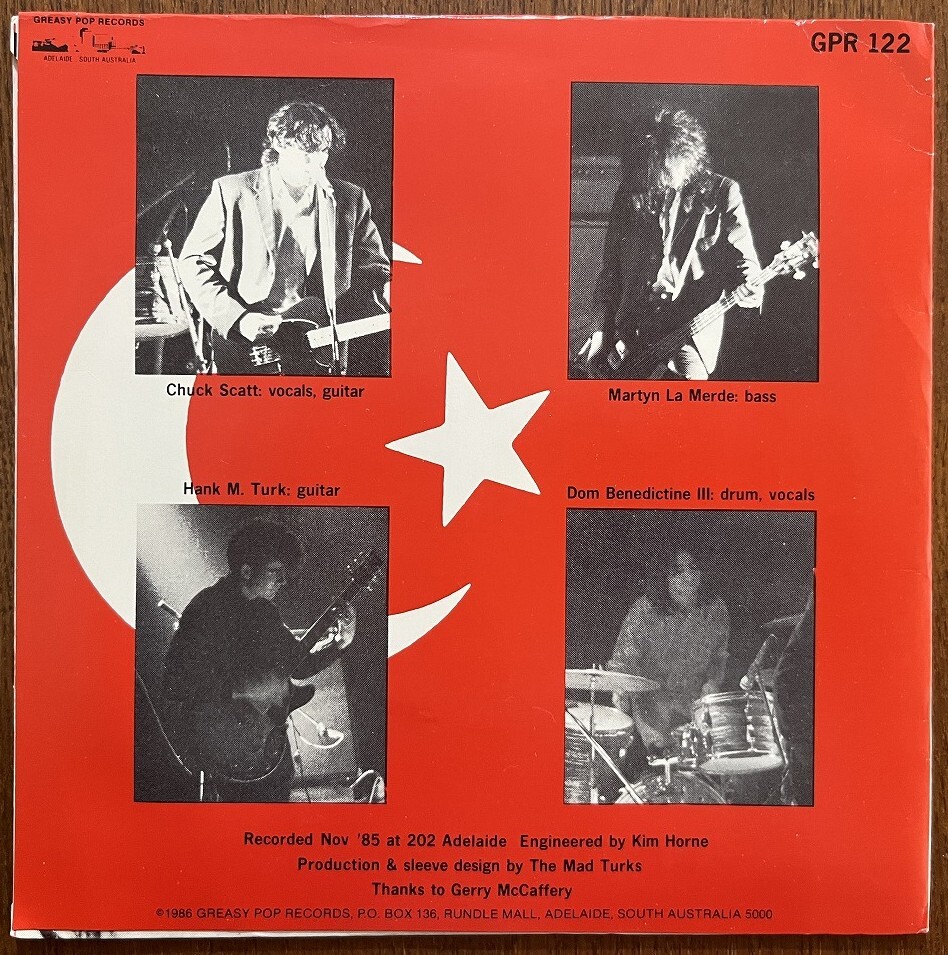 GREASY POP RECORDS
ADELAIDE SOUTH AUSTRALIA
GPR 122
Chuck Scatt: vocals, guitar
Martyn La Merde: bass
Hank M. Turk: guitar
Dom Benedictine III: drum, vocals
Recorded Nov '85 at 202 Adelaide Engineered by Kim Horne
Production & sleeve design by The Mad Turks
Thanks to Gerry McCaffery
©1986 GREASY POP RECORDS, P.O. BOX 136, RUNDLE MALL, ADELAIDE, SOUTH AUSTRALIA 5000